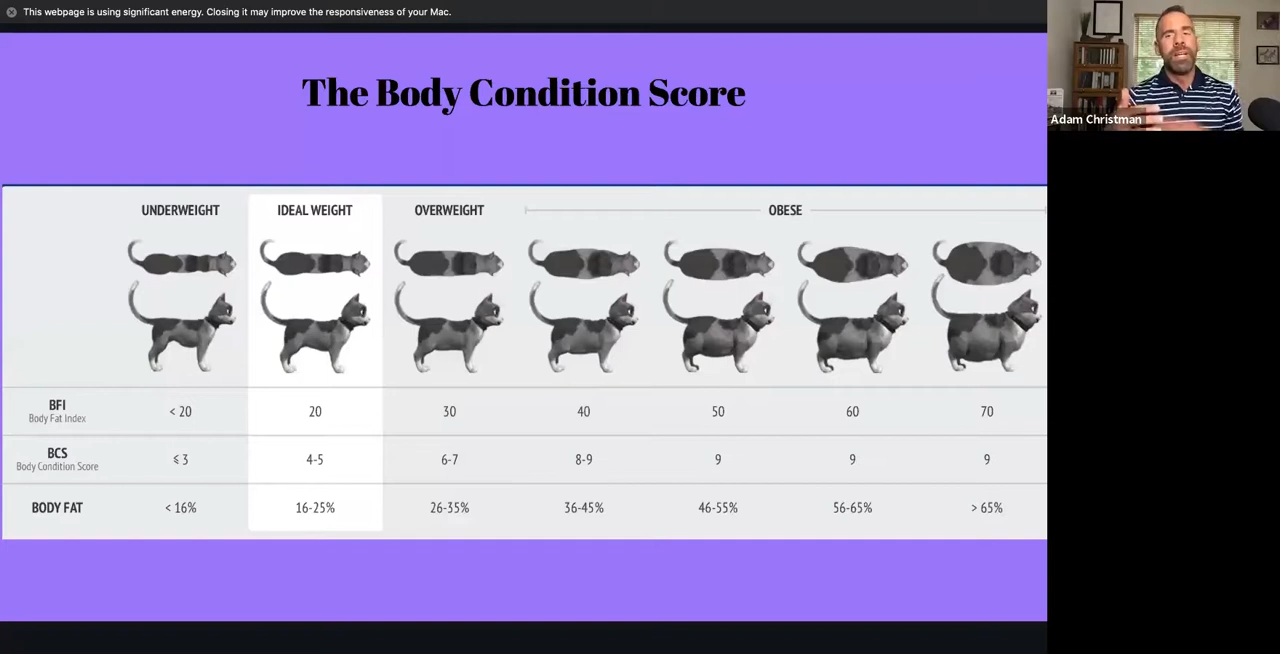 This webpage is using significant energy. Closing it may improve the responsiveness of your Mac.
Adam Christman
The Body Condition Score
UNDERWEIGHT IDEAL WEIGHT OVERWEIGHT OBESE
BFI
Body Fat Index
< 20 20 30 40 50 60 70
BCS
Body Condition Score
≤ 3 4-5 6-7 8-9 9 9 9
BODY FAT < 16% 16-25% 26-35% 36-45% 46-55% 56-65% > 65%